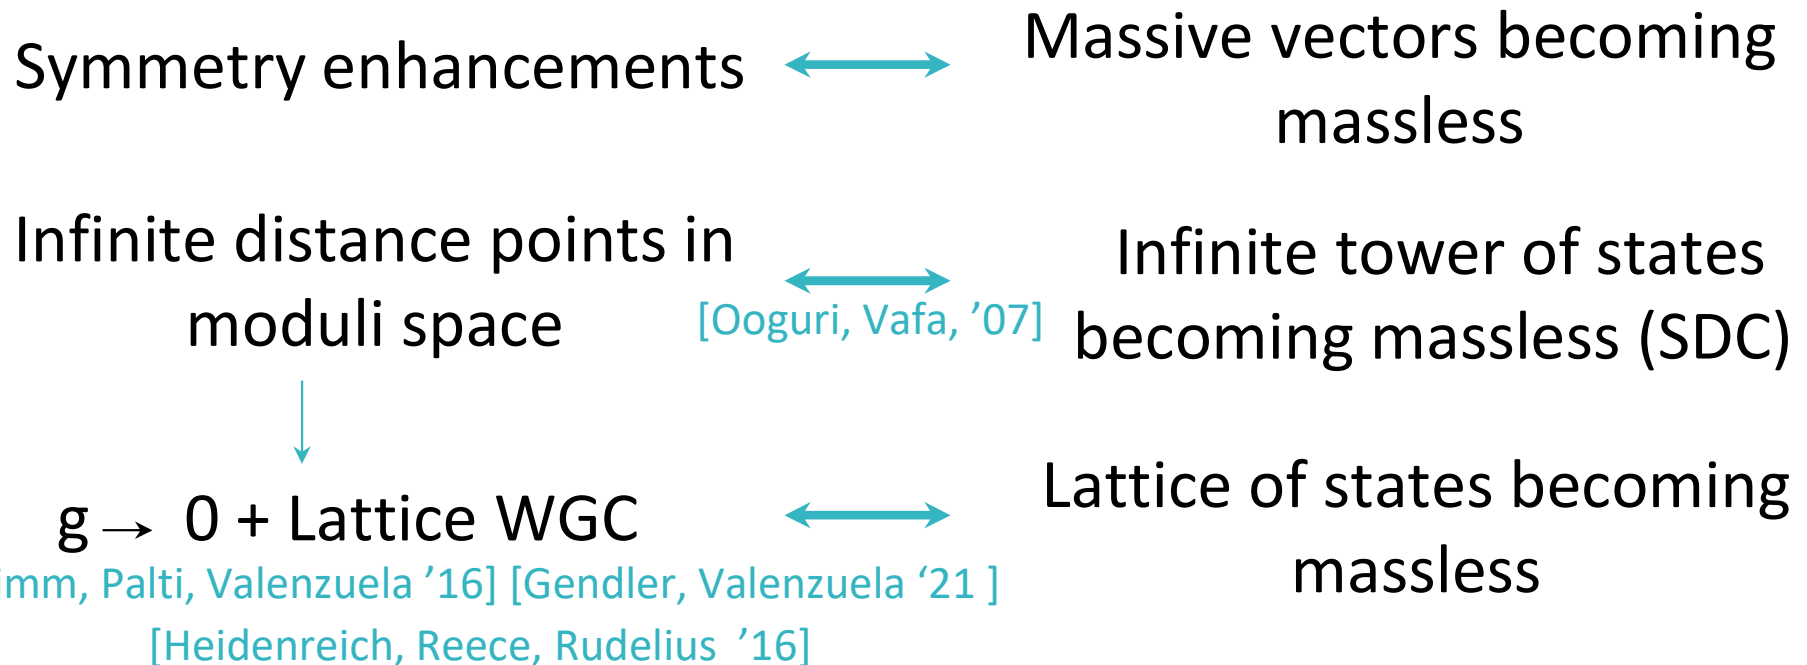 Symmetry enhancements
Massive vectors becoming
massless
Infinite distance points in
moduli space
[Ooguri, Vafa, ’07]
Infinite tower of states
becoming massless (SDC)
g → 0 + Lattice WGC
Palti, Valenzuela ’16] [Gendler, Valenzuela ‘21 ]
[Heidenreich, Reece, Rudelius ’16]
Lattice of states becoming
massless